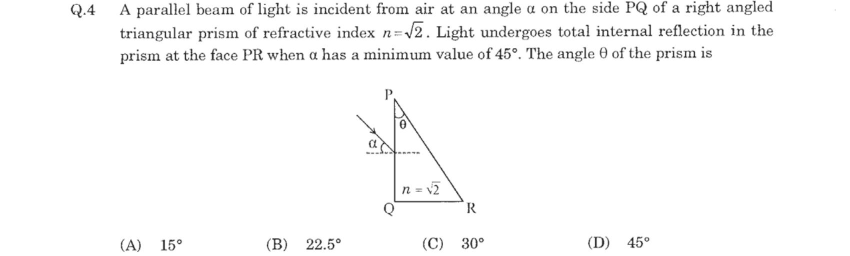 Q.4 A parallel beam of light is incident from air at an angle α on the side PQ of a right angled
triangular prism of refractive index n=√2. Light undergoes total internal reflection in the
prism at the face PR when α has a minimum value of 45°. The angle θ of the prism is
P
θ
α
n = √2
Q R
(A) 15° (B) 22.5° (C) 30° (D) 45°